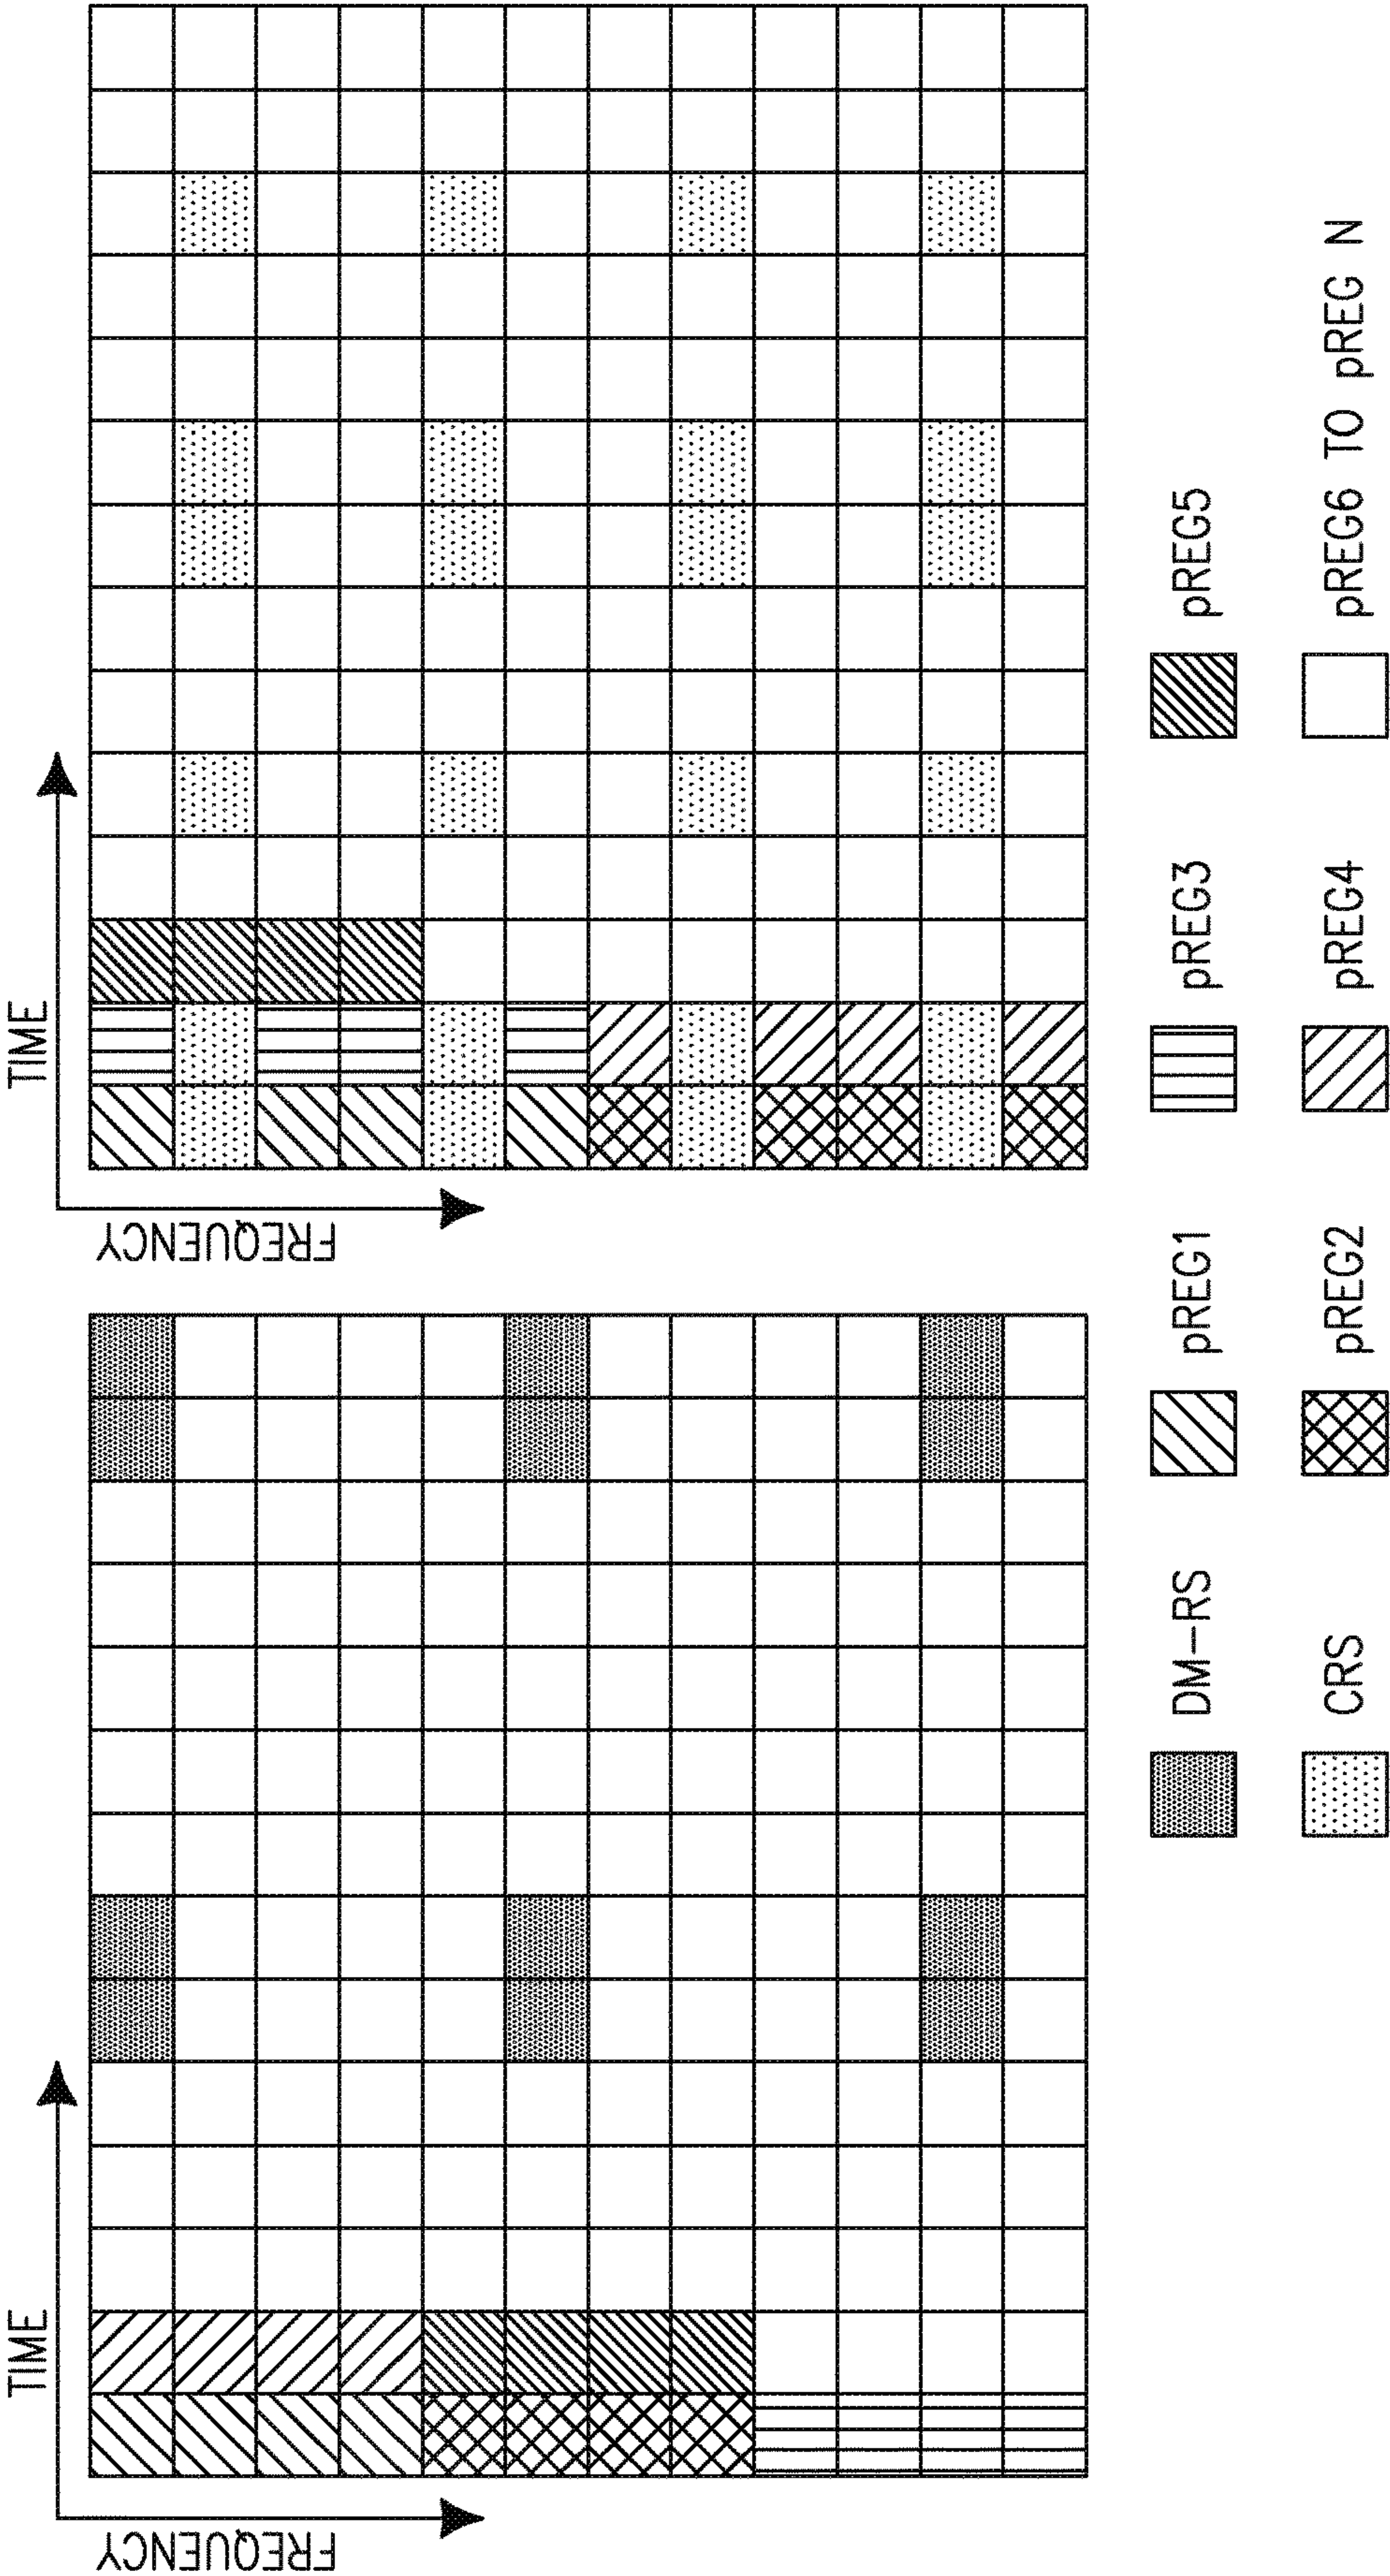 TIME
FREQUENCY
TIME
FREQUENCY
DM-RS
pREG1
pREG3
pREG5
CRS
pREG2
pREG4
pREG6 TO pREG N